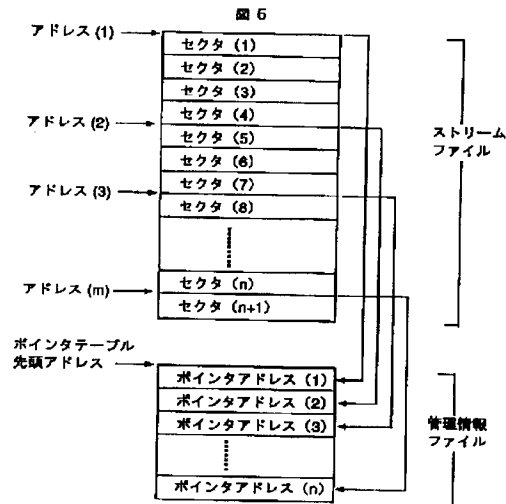 図 5
アドレス (1)
セクタ (1)
セクタ (2)
セクタ (3)
アドレス (2)
セクタ (4)
セクタ (5)
セクタ (6)
アドレス (3)
セクタ (7)
セクタ (8)
アドレス (m)
セクタ (n)
セクタ (n+1)
ストリーム
ファイル
ポインタテーブル
先頭アドレス
ポインタアドレス (1)
ポインタアドレス (2)
ポインタアドレス (3)
ポインタアドレス (n)
管理情報
ファイル